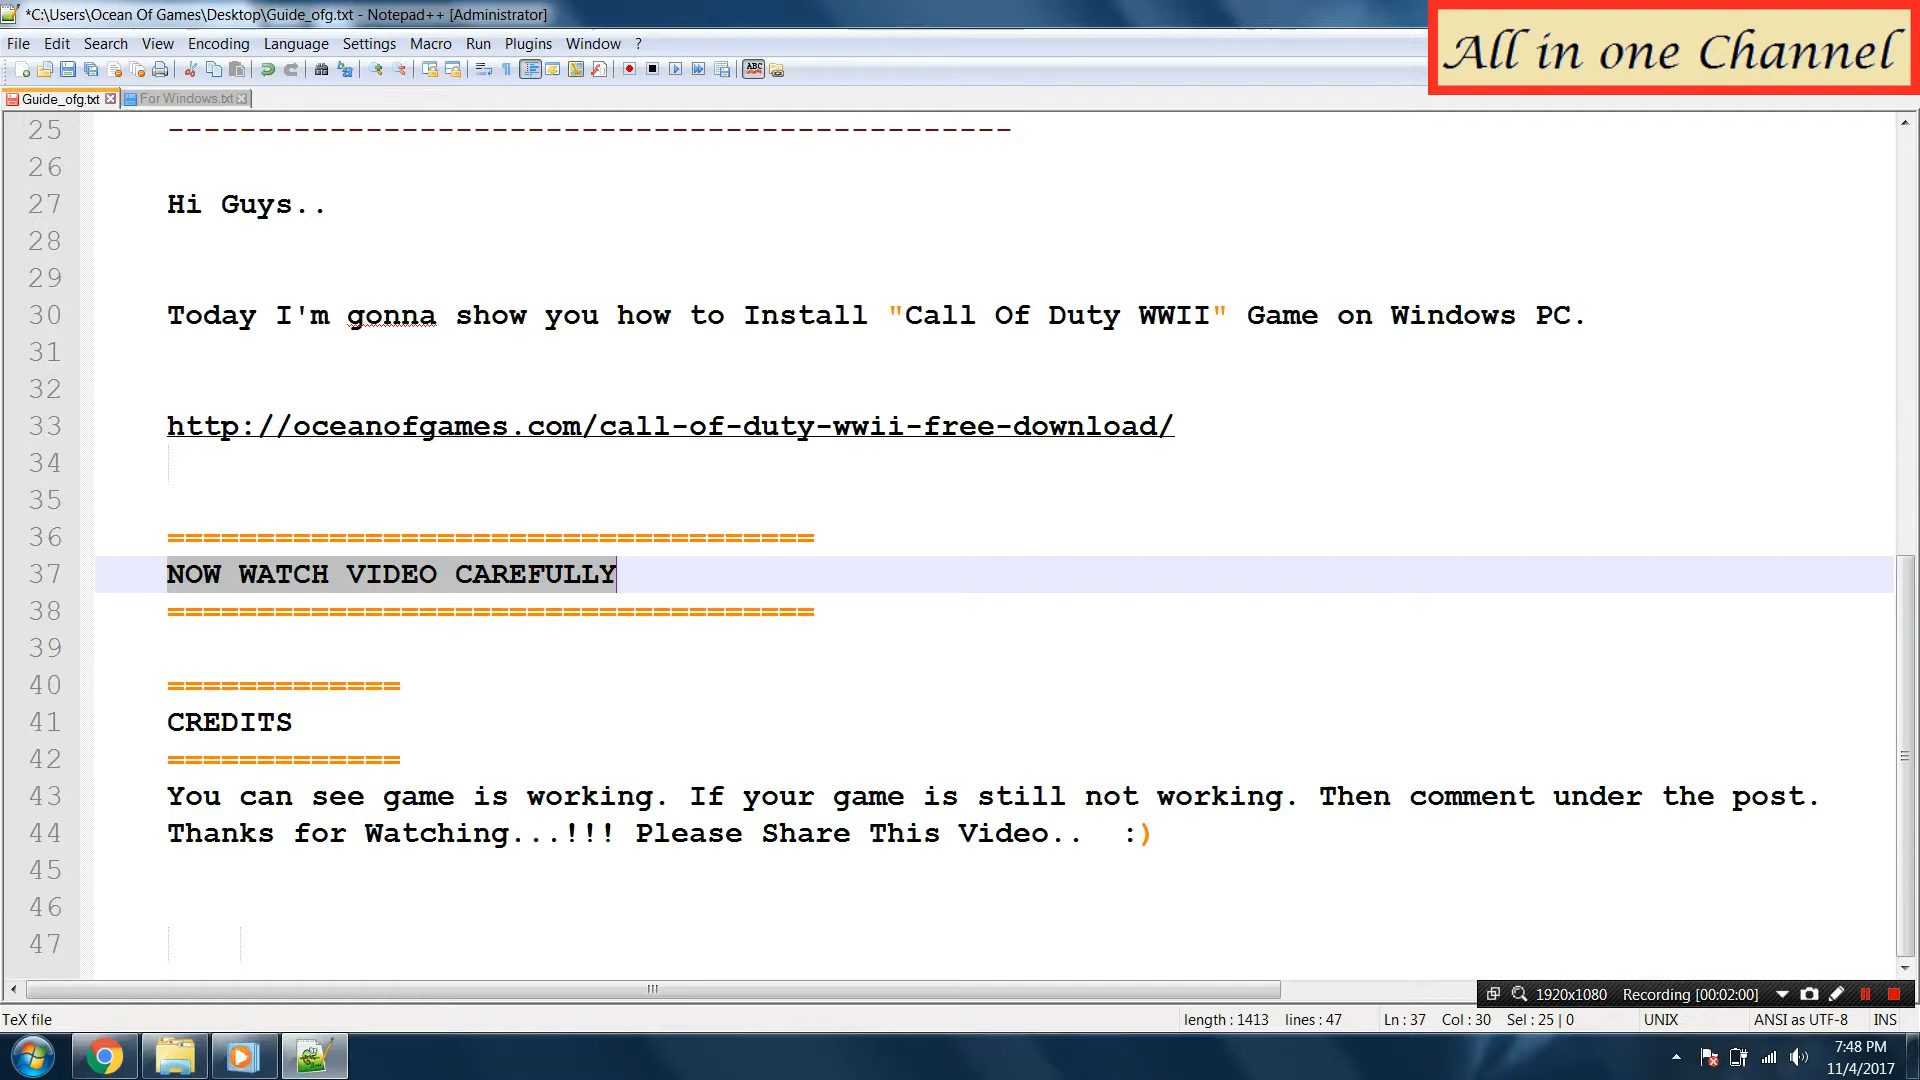 *C:\Users\Ocean Of Games\Desktop\Guide_ofg.txt - Notepad++ [Administrator]
All in one Channel
File Edit Search View Encoding Language Settings Macro Run Plugins Window ?
ABC
Guide_ofg.txt For Windows.txt
25 -----------------------------------------------
26
27 Hi Guys..
28
29
30 Today I'm gonna show you how to Install "Call Of Duty WWII" Game on Windows PC.
31
32
33 http://oceanofgames.com/call-of-duty-wwii-free-download/
34
35
36 ====================================
37 NOW WATCH VIDEO CAREFULLY
38 ====================================
39
40 =============
41 CREDITS
42 =============
43 You can see game is working. If your game is still not working. Then comment under the post.
44 Thanks for Watching...!!! Please Share This Video.. :)
45
46
47
1920x1080 Recording [00:02:00]
TeX file length : 1413 lines : 47 Ln : 37 Col : 30 Sel : 25 | 0 UNIX ANSI as UTF-8 INS
7:48 PM
11/4/2017